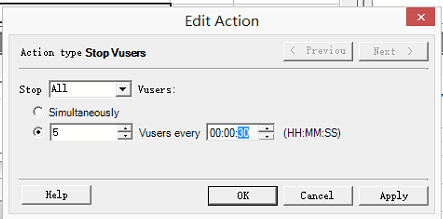 Edit Action
Action type Stop Vusers
< Previou
Next >
Stop All Vusers:
Simultaneously
5 Vusers every 00:00:30 (HH:MM:SS)
Help OK Cancel Apply